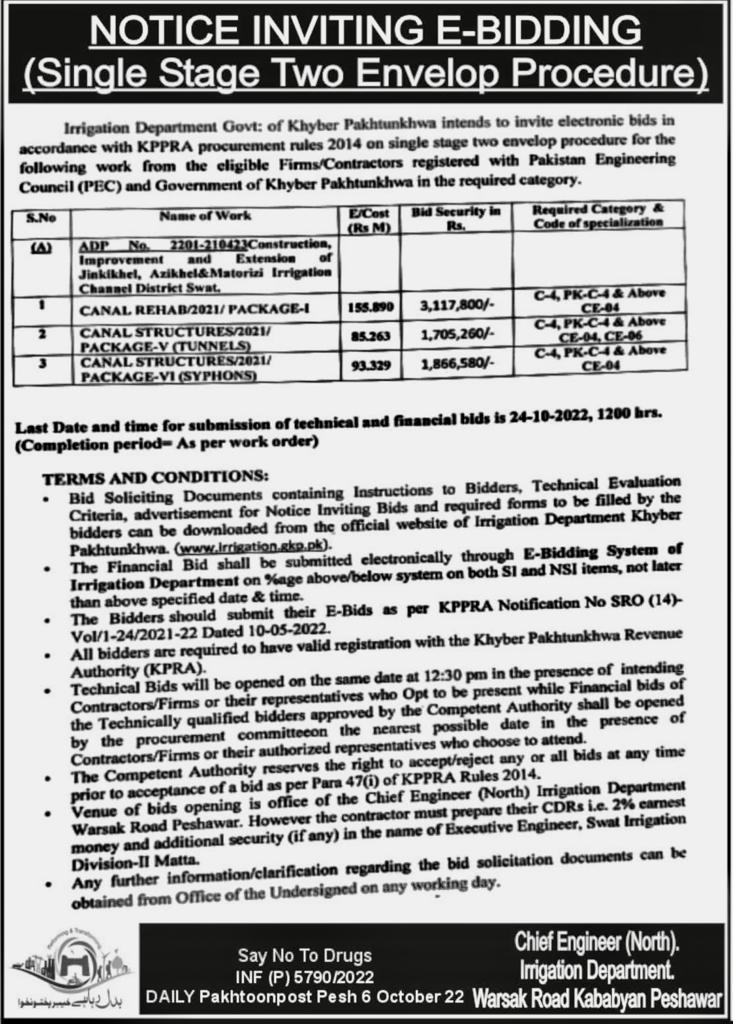 NOTICE INVITING E-BIDDING
(Single Stage Two Envelop Procedure)
Irrigation Department Govt: of Khyber Pakhtunkhwa intends to invite electronic bids in
accordance with KPPRA procurement rules 2014 on single stage two envelop procedure for the
following work from the eligible Firms/Contractors registered with Pakistan Engineering
Council (PEC) and Government of Khyber Pakhtunkhwa in the required category.
S.No Name of Work E/Cost (Rs M) Bid Security in Rs. Required Category & Code of specialization
(A) ADP No. 2201-210423Construction,
Improvement and Extension of
Jinkikhel, Azikhel&Matorizi Irrigation
Channel District Swat.
1 CANAL REHAB/2021/ PACKAGE-I 155.890 3,117,800/- C-4, PK-C-4 & Above CE-04
2 CANAL STRUCTURES/2021/ PACKAGE-V (TUNNELS) 85.263 1,705,260/- C-4, PK-C-4 & Above CE-04, CE-06
3 CANAL STRUCTURES/2021/ PACKAGE-VI (SYPHONS) 93.329 1,866,580/- C-4, PK-C-4 & Above CE-04
Last Date and time for submission of technical and financial bids is 24-10-2022, 1200 hrs.
(Completion period= As per work order)
TERMS AND CONDITIONS:
• Bid Soliciting Documents containing Instructions to Bidders, Technical Evaluation
Criteria, advertisement for Notice Inviting Bids and required forms to be filled by the
bidders can be downloaded from the official website of Irrigation Department Khyber
Pakhtunkhwa. (www.irrigation.gkp.pk).
• The Financial Bid shall be submitted electronically through E-Bidding System of
Irrigation Department on %age above/below system on both SI and NSI items, not later
than above specified date & time.
• The Bidders should submit their E-Bids as per KPPRA Notification No SRO (14)-
Vol/1-24/2021-22 Dated 10-05-2022.
• All bidders are required to have valid registration with the Khyber Pakhtunkhwa Revenue
Authority (KPRA).
• Technical Bids will be opened on the same date at 12:30 pm in the presence of intending
Contractors/Firms or their representatives who Opt to be present while Financial bids of
the Technically qualified bidders approved by the Competent Authority shall be opened
by the procurement committeeon the nearest possible date in the presence of
Contractors/Firms or their authorized representatives who choose to attend.
• The Competent Authority reserves the right to accept/reject any or all bids at any time
prior to acceptance of a bid as per Para 47(i) of KPPRA Rules 2014.
• Venue of bids opening is office of the Chief Engineer (North) Irrigation Department
Warsak Road Peshawar. However the contractor must prepare their CDRs i.e. 2% earnest
money and additional security (if any) in the name of Executive Engineer, Swat Irrigation
Division-II Matta.
• Any further information/clarification regarding the bid solicitation documents can be
obtained from Office of the Undersigned on any working day.
Say No To Drugs
INF (P) 5790/2022
DAILY Pakhtoonpost Pesh 6 October 22
Chief Engineer (North).
Irrigation Department.
Warsak Road Kababyan Peshawar
بدل رہا ہے خیبر پختونخوا